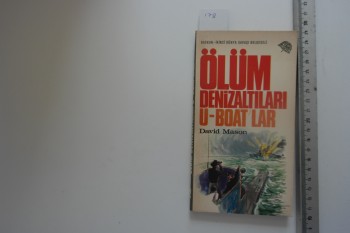 ÖLÜM
DENİZALTILARI
U-BOAT LAR
David Mason